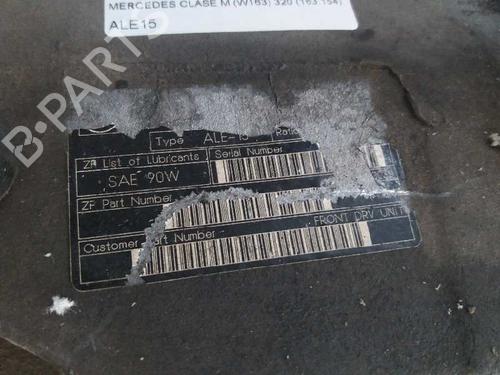 MERCEDES CLASE M (W163) 320 (163.154)
ALE15
B-PARTS
Type ALE-15 Ratio
ZF List of Lubricants Serial Number
SAE 90W
ZF Part Number
FRONT DRV UNIT
Customer Part Number